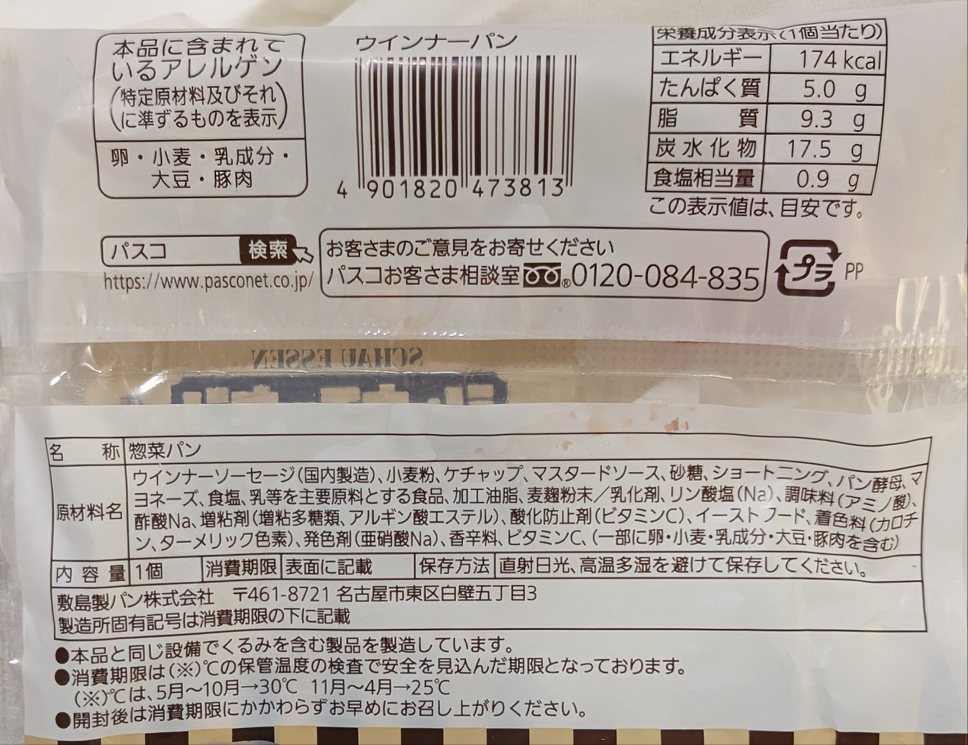 本品に含まれて
いるアレルゲン
(特定原材料及びそれ
に準ずるものを表示)
卵・小麦・乳成分・
大豆・豚肉
ウインナーパン
4 901820 473813
栄養成分表示(1個当たり)
エネルギー 174 kcal
たんぱく質 5.0 g
脂質 9.3 g
炭水化物 17.5 g
食塩相当量 0.9 g
この表示値は、目安です。
パスコ 検索
https://www.pasconet.co.jp/
お客さまのご意見をお寄せください
パスコお客さま相談室 ® 0120-084-835
プラ PP
SCHAU ESSEN
名称 惣菜パン
原材料名 ウインナーソーセージ(国内製造)、小麦粉、ケチャップ、マスタードソース、砂糖、ショートニング、パン酵母、マ
ヨネーズ、食塩、乳等を主要原料とする食品、加工油脂、麦麹粉末/乳化剤、リン酸塩(Na)、調味料(アミノ酸)、
酢酸Na、増粘剤(増粘多糖類、アルギン酸エステル)、酸化防止剤(ビタミンC)、イーストフード、着色料(カロチ
ン、ターメリック色素)、発色剤(亜硝酸Na)、香辛料、ビタミンC、(一部に卵・小麦・乳成分・大豆・豚肉を含む)
内容量 1個 消費期限 表面に記載 保存方法 直射日光、高温多湿を避けて保存してください。
敷島製パン株式会社 〒461-8721 名古屋市東区白壁五丁目3
製造所固有記号は消費期限の下に記載
●本品と同じ設備でくるみを含む製品を製造しています。
●消費期限は(※)℃の保管温度の検査で安全を見込んだ期限となっております。
(※)℃は、5月〜10月→30℃ 11月〜4月→25℃
●開封後は消費期限にかかわらずお早めにお召し上がりください。